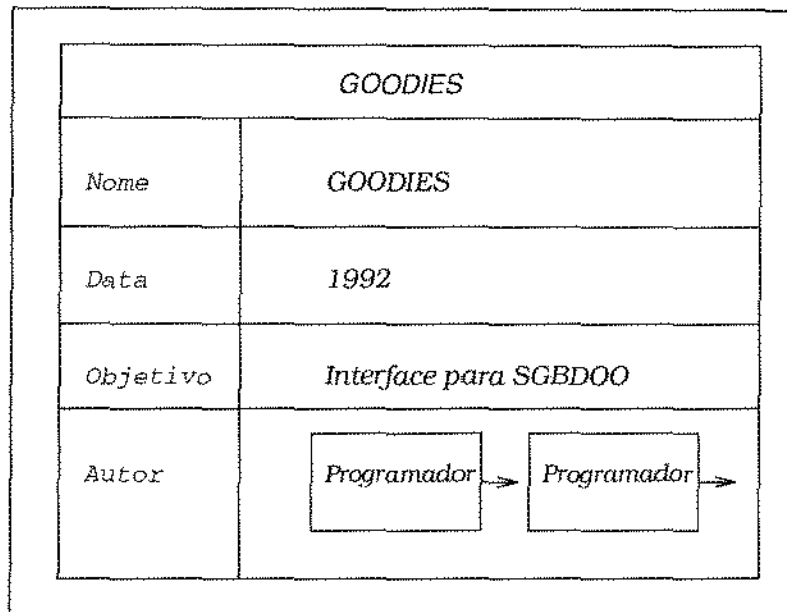 GOODIES
Nome GOODIES
Data 1992
Objetivo Interface para SGBDOO
Autor Programador Programador